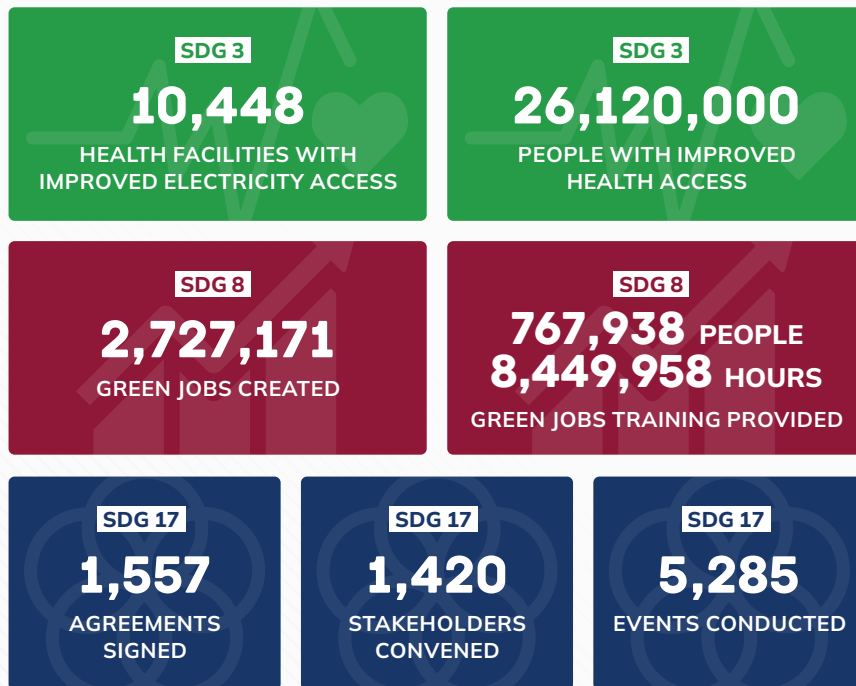 SDG 3
10,448
HEALTH FACILITIES WITH
IMPROVED ELECTRICITY ACCESS
SDG 3
26,120,000
PEOPLE WITH IMPROVED
HEALTH ACCESS
SDG 8
2,727,171
GREEN JOBS CREATED
SDG 8
767,938 PEOPLE
8,449,958 HOURS
GREEN JOBS TRAINING PROVIDED
SDG 17
1,557
AGREEMENTS
SIGNED
SDG 17
1,420
STAKEHOLDERS
CONVENED
SDG 17
5,285
EVENTS CONDUCTED